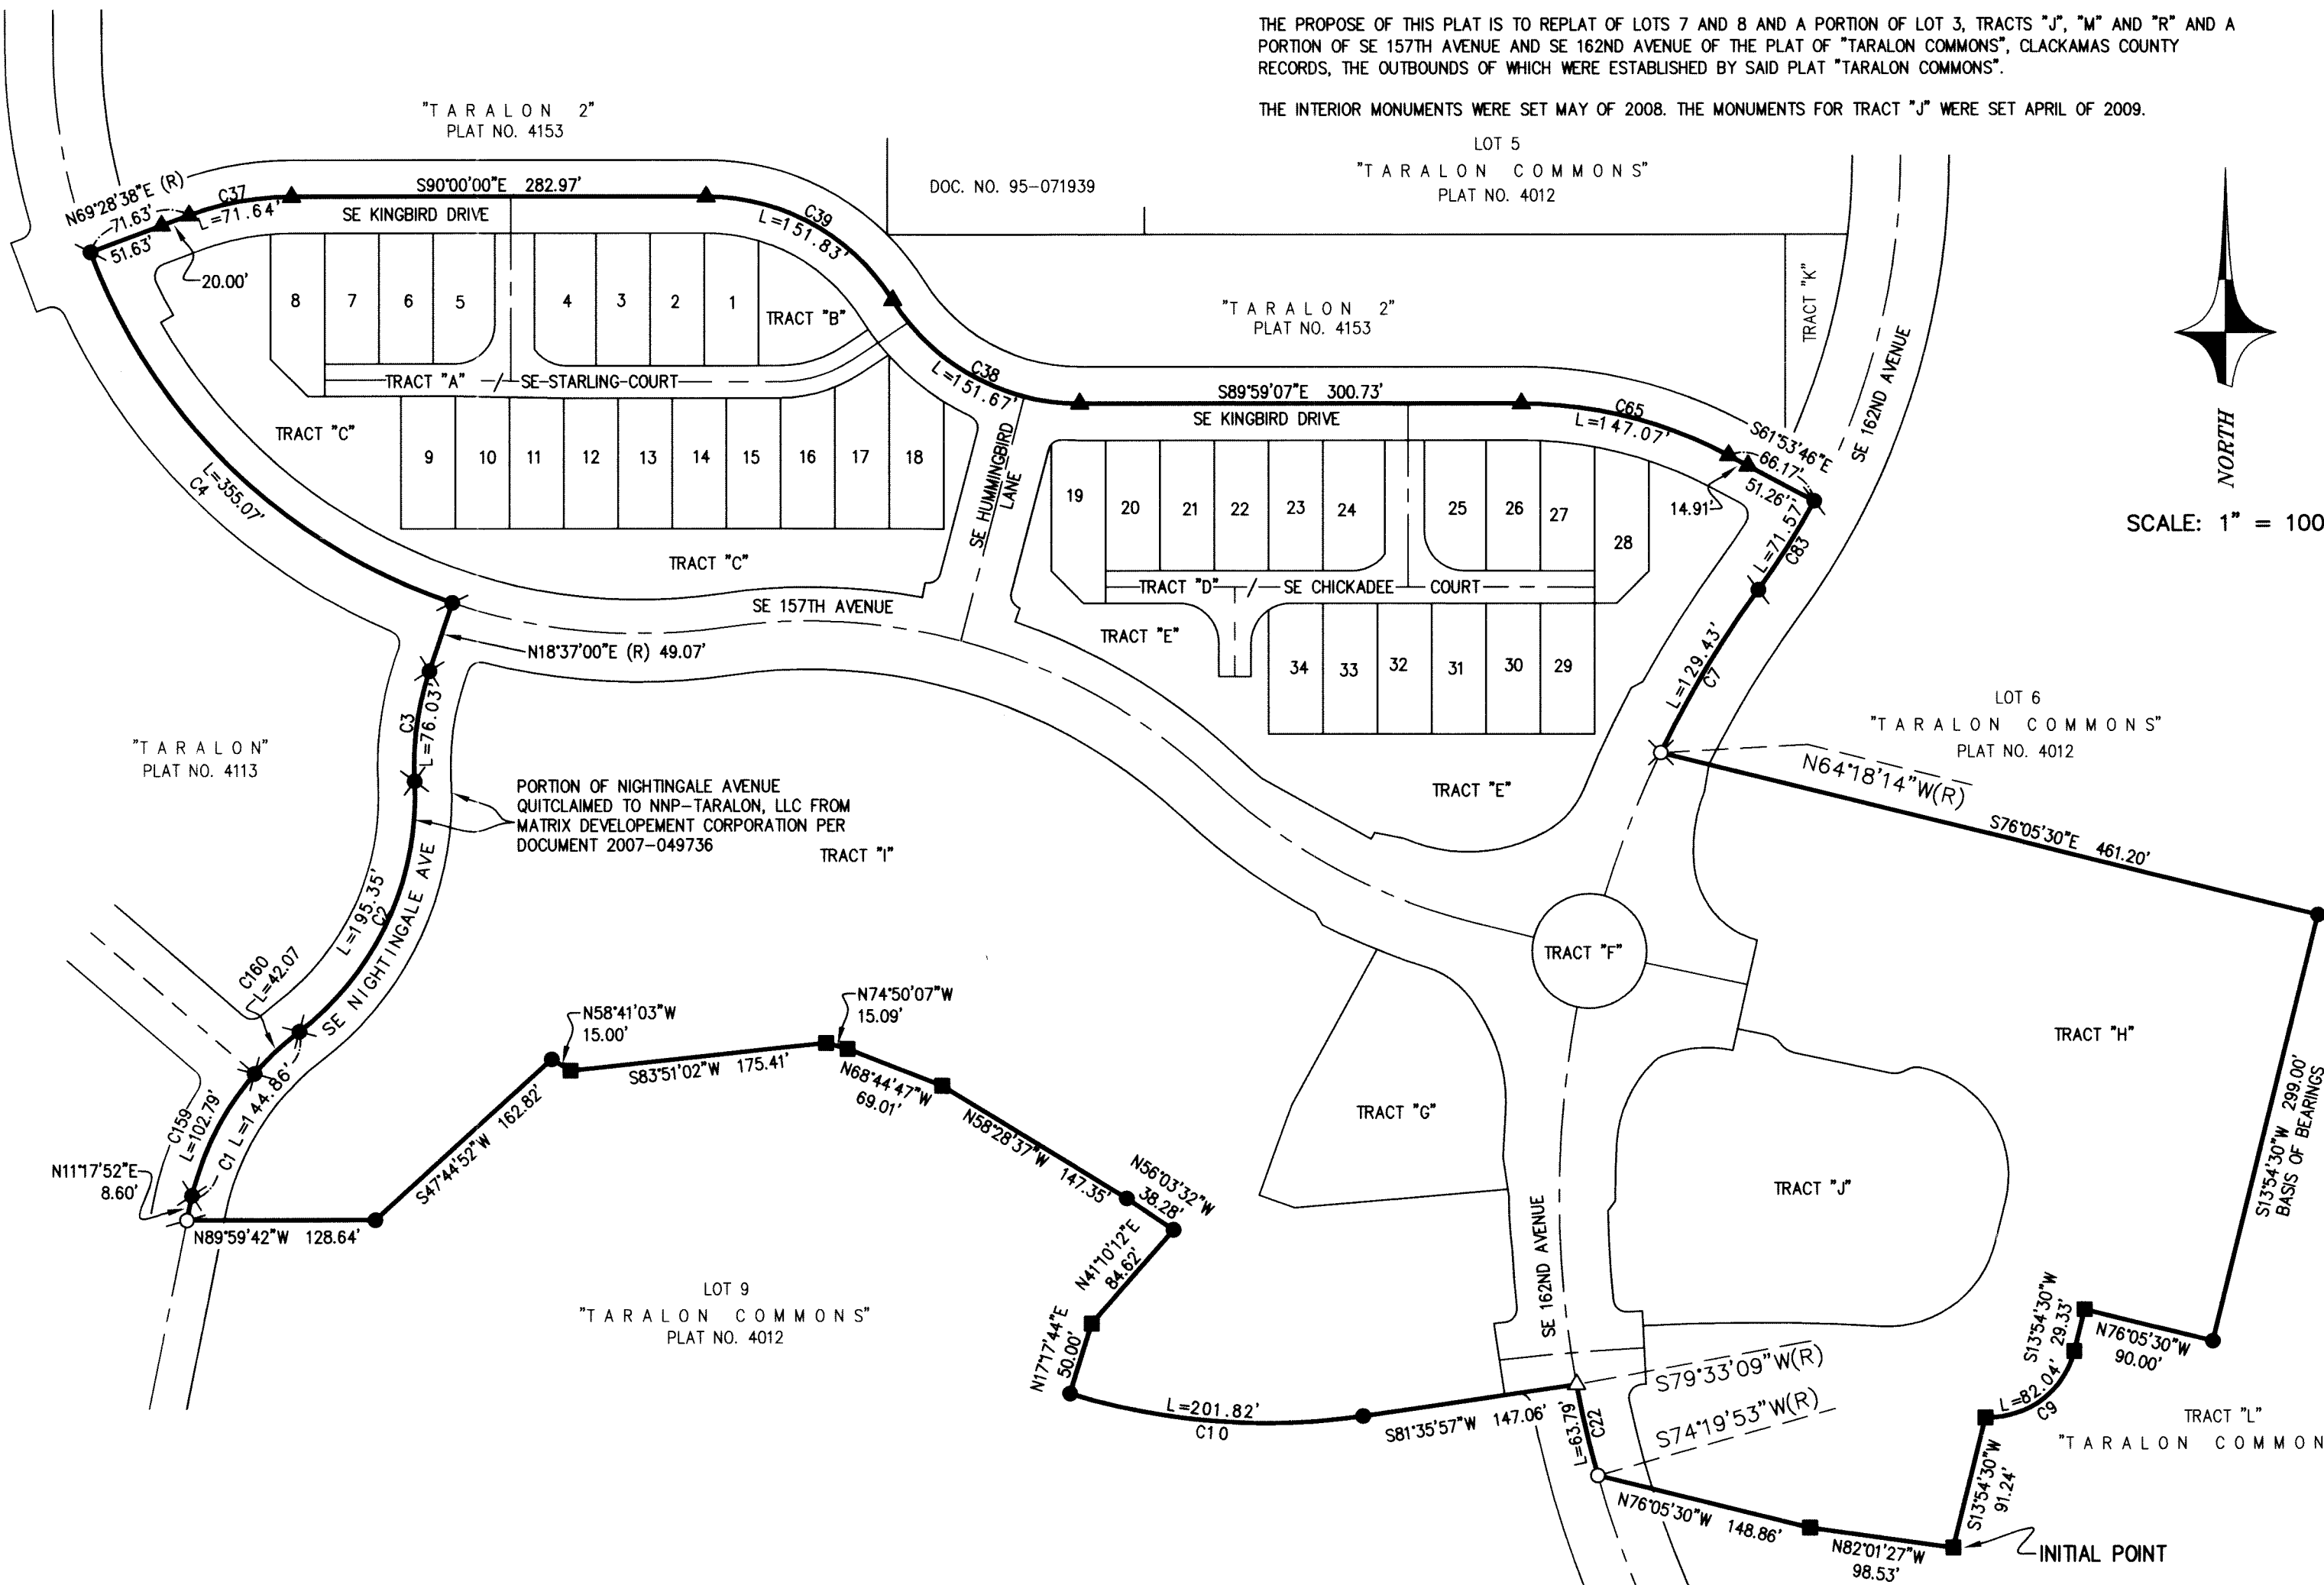 THE PROPOSE OF THIS PLAT IS TO REPLAT OF LOTS 7 AND 8 AND A PORTION OF LOT 3, TRACTS "J", "M" AND "R" AND A
PORTION OF SE 157TH AVENUE AND SE 162ND AVENUE OF THE PLAT OF "TARALON COMMONS", CLACKAMAS COUNTY
RECORDS, THE OUTBOUNDS OF WHICH WERE ESTABLISHED BY SAID PLAT "TARALON COMMONS".
THE INTERIOR MONUMENTS WERE SET MAY OF 2008. THE MONUMENTS FOR TRACT "J" WERE SET APRIL OF 2009.
"TARALON 2"
PLAT NO. 4153
LOT 5
"TARALON COMMONS"
PLAT NO. 4012
DOC. NO. 95-071939
N69°28'38"E (R)
71.63'
51.63'
20.00'
C37
L=71.64'
S90°00'00"E 282.97'
SE KINGBIRD DRIVE
C39
L=151.83'
8
7
6
5
4
3
2
1
TRACT "B"
"TARALON 2"
PLAT NO. 4153
TRACT "K"
SE 162ND AVENUE
NORTH
SCALE: 1" = 100
TRACT "A"
SE STARLING COURT
C38
L=151.67'
S89°59'07"E 300.73'
SE KINGBIRD DRIVE
C65
L=147.07'
S61°53'46"E
66.17'
51.26'
14.91'
L=71.57'
C83
TRACT "C"
9
10
11
12
13
14
15
16
17
18
SE HUMMINGBIRD
LANE
19
20
21
22
23
24
25
26
27
28
L=355.07'
C4
TRACT "C"
TRACT "D"
SE CHICKADEE COURT
SE 157TH AVENUE
TRACT "E"
34
33
32
31
30
29
N18°37'00"E (R) 49.07'
L=129.43'
C7
C3
L=76.03'
"TARALON"
PLAT NO. 4113
LOT 6
"TARALON COMMONS"
PLAT NO. 4012
N64°18'14"W(R)
S76°05'30"E 461.20'
PORTION OF NIGHTINGALE AVENUE
QUITCLAIMED TO NNP-TARALON, LLC FROM
MATRIX DEVELOPEMENT CORPORATION PER
DOCUMENT 2007-049736
TRACT "I"
TRACT "E"
L=195.35'
C2
SE NIGHTINGALE AVE
C160
L=42.07
TRACT "F"
N58°41'03"W
15.00'
N74°50'07"W
15.09'
S83°51'02"W 175.41'
N68°44'47"W
69.01'
N58°28'37"W 147.35'
N56°03'32"W
38.28'
TRACT "G"
TRACT "H"
S13°54'30"W 299.00'
BASIS OF BEARINGS
C159
L=102.79'
C1 L=144.86'
N11°17'52"E
8.60'
N89°59'42"W 128.64'
S47°44'52"W 162.82'
N41°10'12"E
84.62'
N17°17'44"E
50.00'
SE 162ND AVENUE
TRACT "J"
LOT 9
"TARALON COMMONS"
PLAT NO. 4012
L=201.82'
C10
S81°35'57"W 147.06'
L=63.79'
C22
S79°33'09"W(R)
S74°19'53"W(R)
S13°54'30"W
29.33'
N76°05'30"W
90.00'
L=82.04'
C9
TRACT "L"
"TARALON COMMON
S13°54'30"W
91.24'
N76°05'30"W 148.86'
N82°01'27"W
98.53'
INITIAL POINT